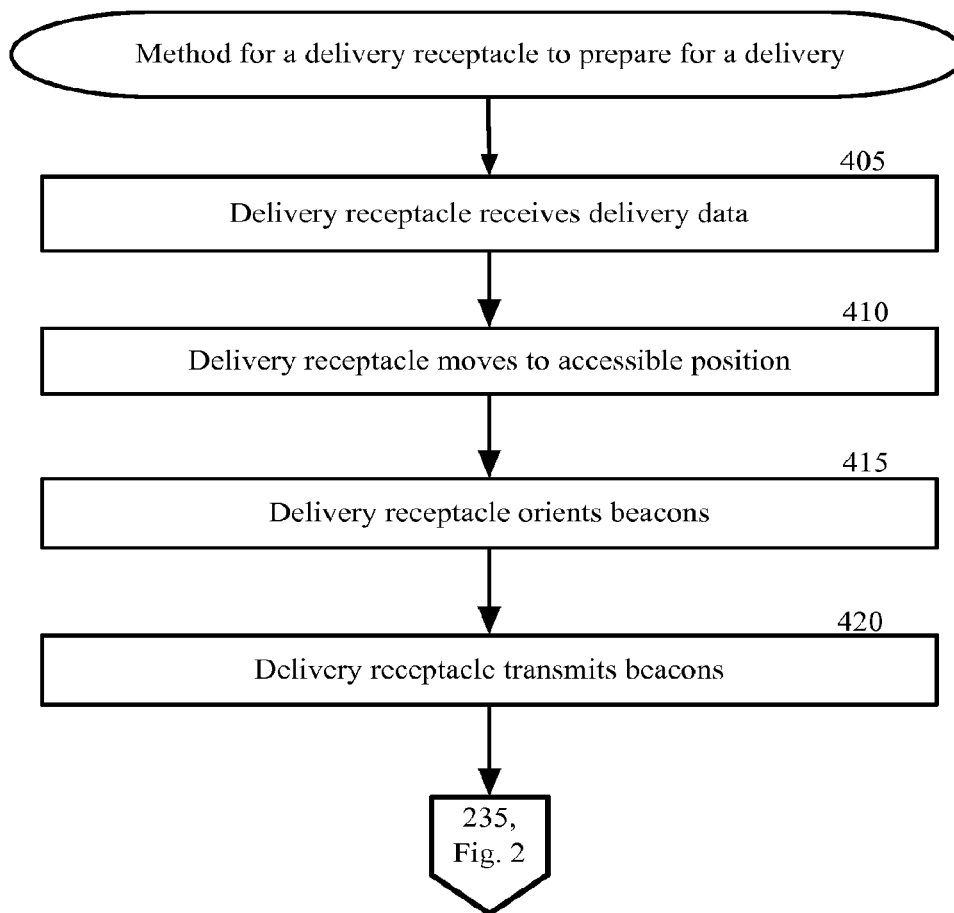 Method for a delivery receptacle to prepare for a delivery
405
Delivery receptacle receives delivery data
410
Delivery receptacle moves to accessible position
415
Delivery receptacle orients beacons
420
Delivery receptacle transmits beacons
235,
Fig. 2